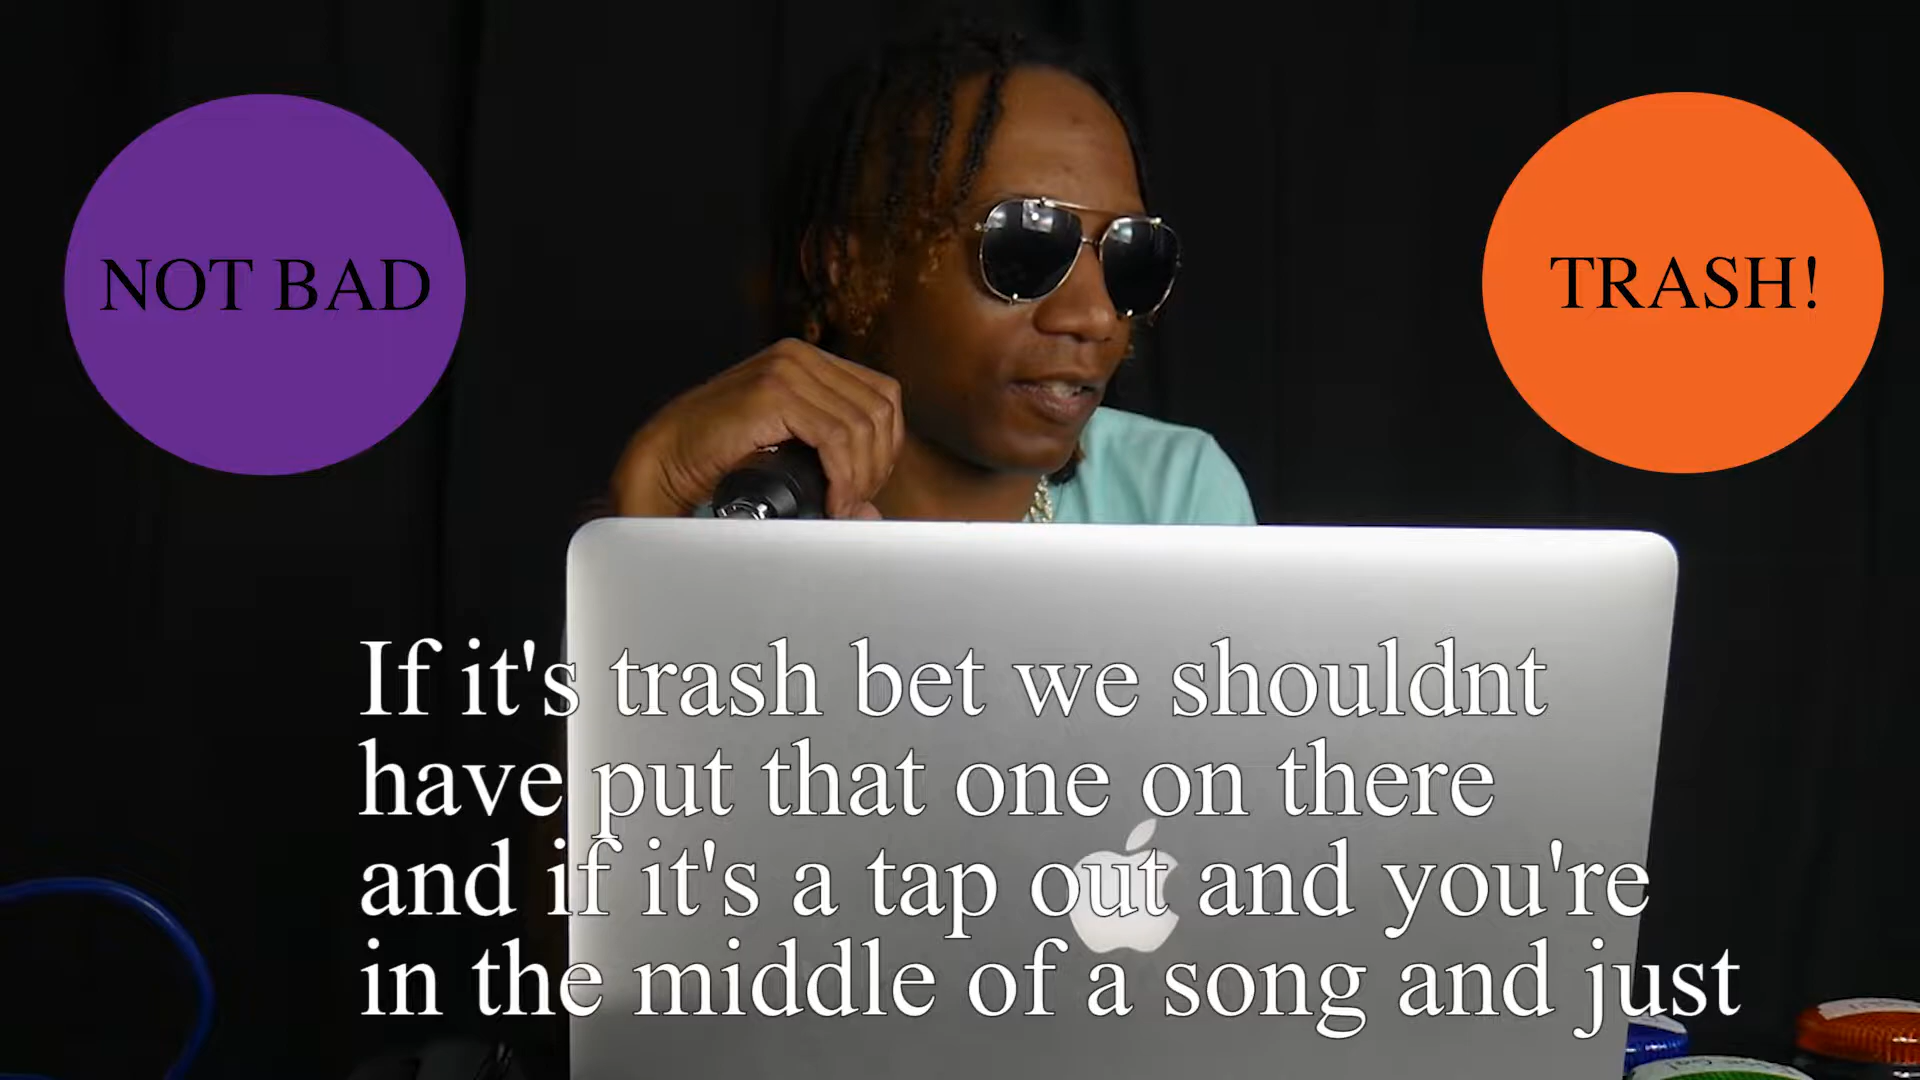 NOT BAD
TRASH!
If it's trash bet we shouldnt
have put that one on there
and if it's a tap out and you're
in the middle of a song and just